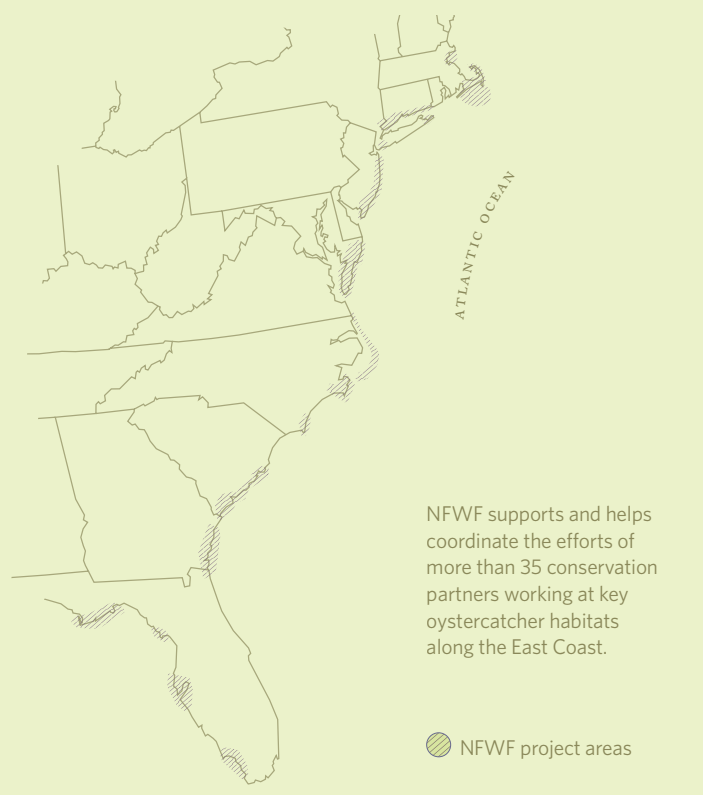 ATLANTIC OCEAN
NFWF supports and helps
coordinate the efforts of
more than 35 conservation
partners working at key
oystercatcher habitats
along the East Coast.
NFWF project areas